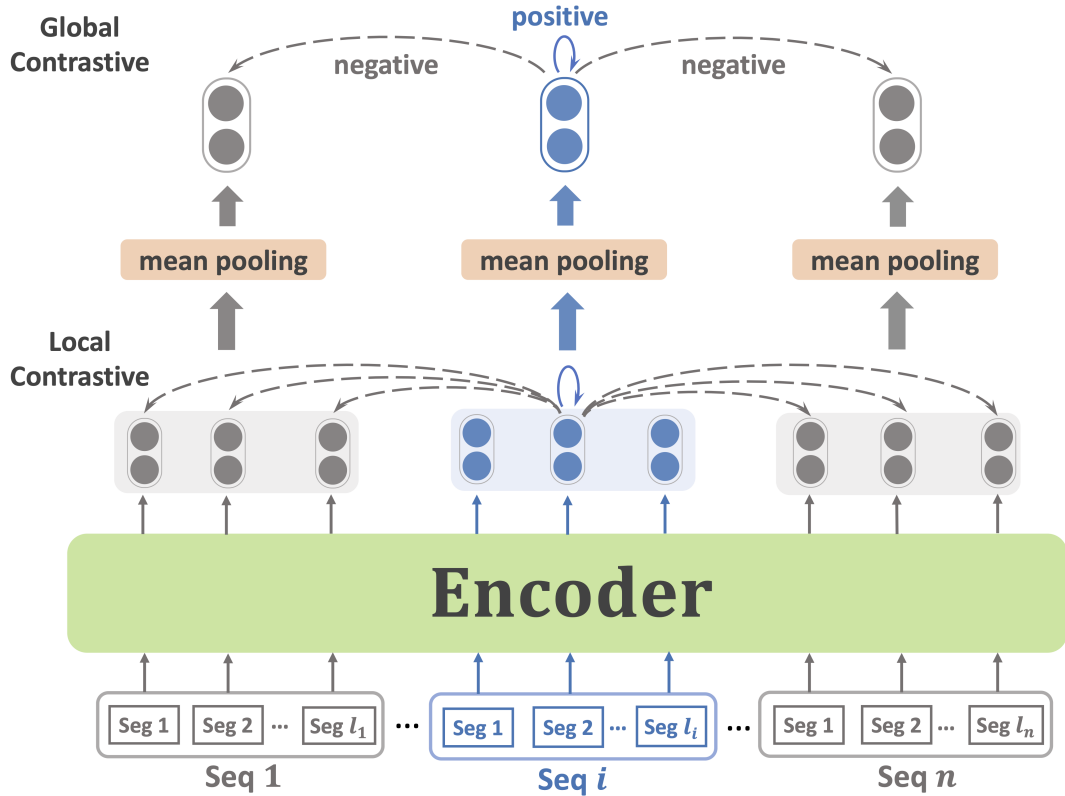 Global
Contrastive
positive
negative
negative
mean pooling
mean pooling
mean pooling
Local
Contrastive
Encoder
Seg 1 Seg 2 ... Seg l₁ ... Seg 1 Seg 2 ... Seg lᵢ ... Seg 1 Seg 2 ... Seg lₙ
Seq 1 Seq i Seq n